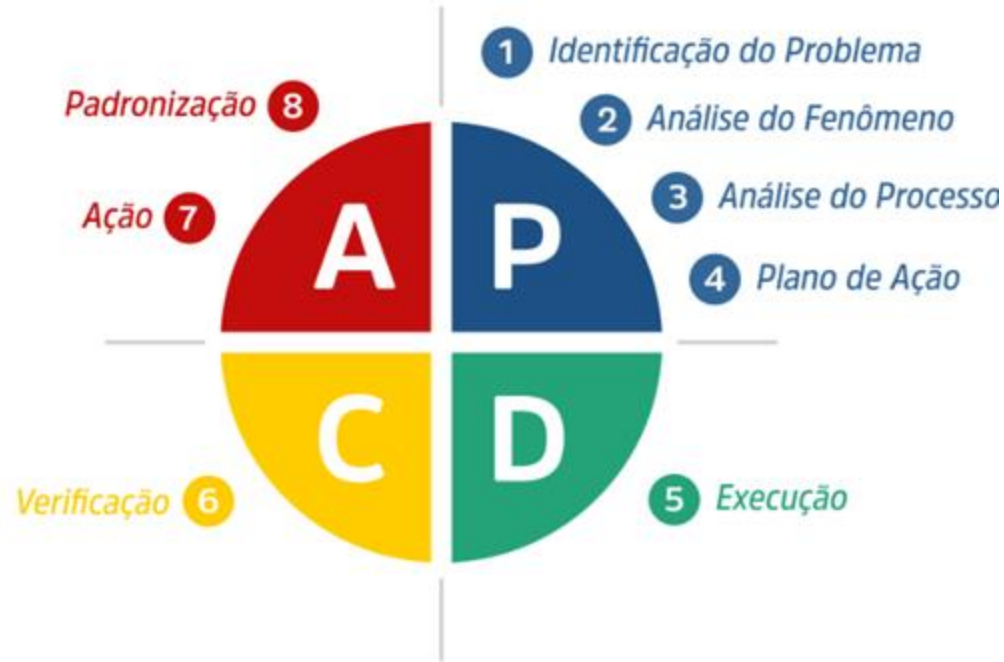 1 Identificação do Problema
2 Análise do Fenômeno
3 Análise do Processo
4 Plano de Ação
5 Execução
Verificação 6
Ação 7
Padronização 8
A P
C D